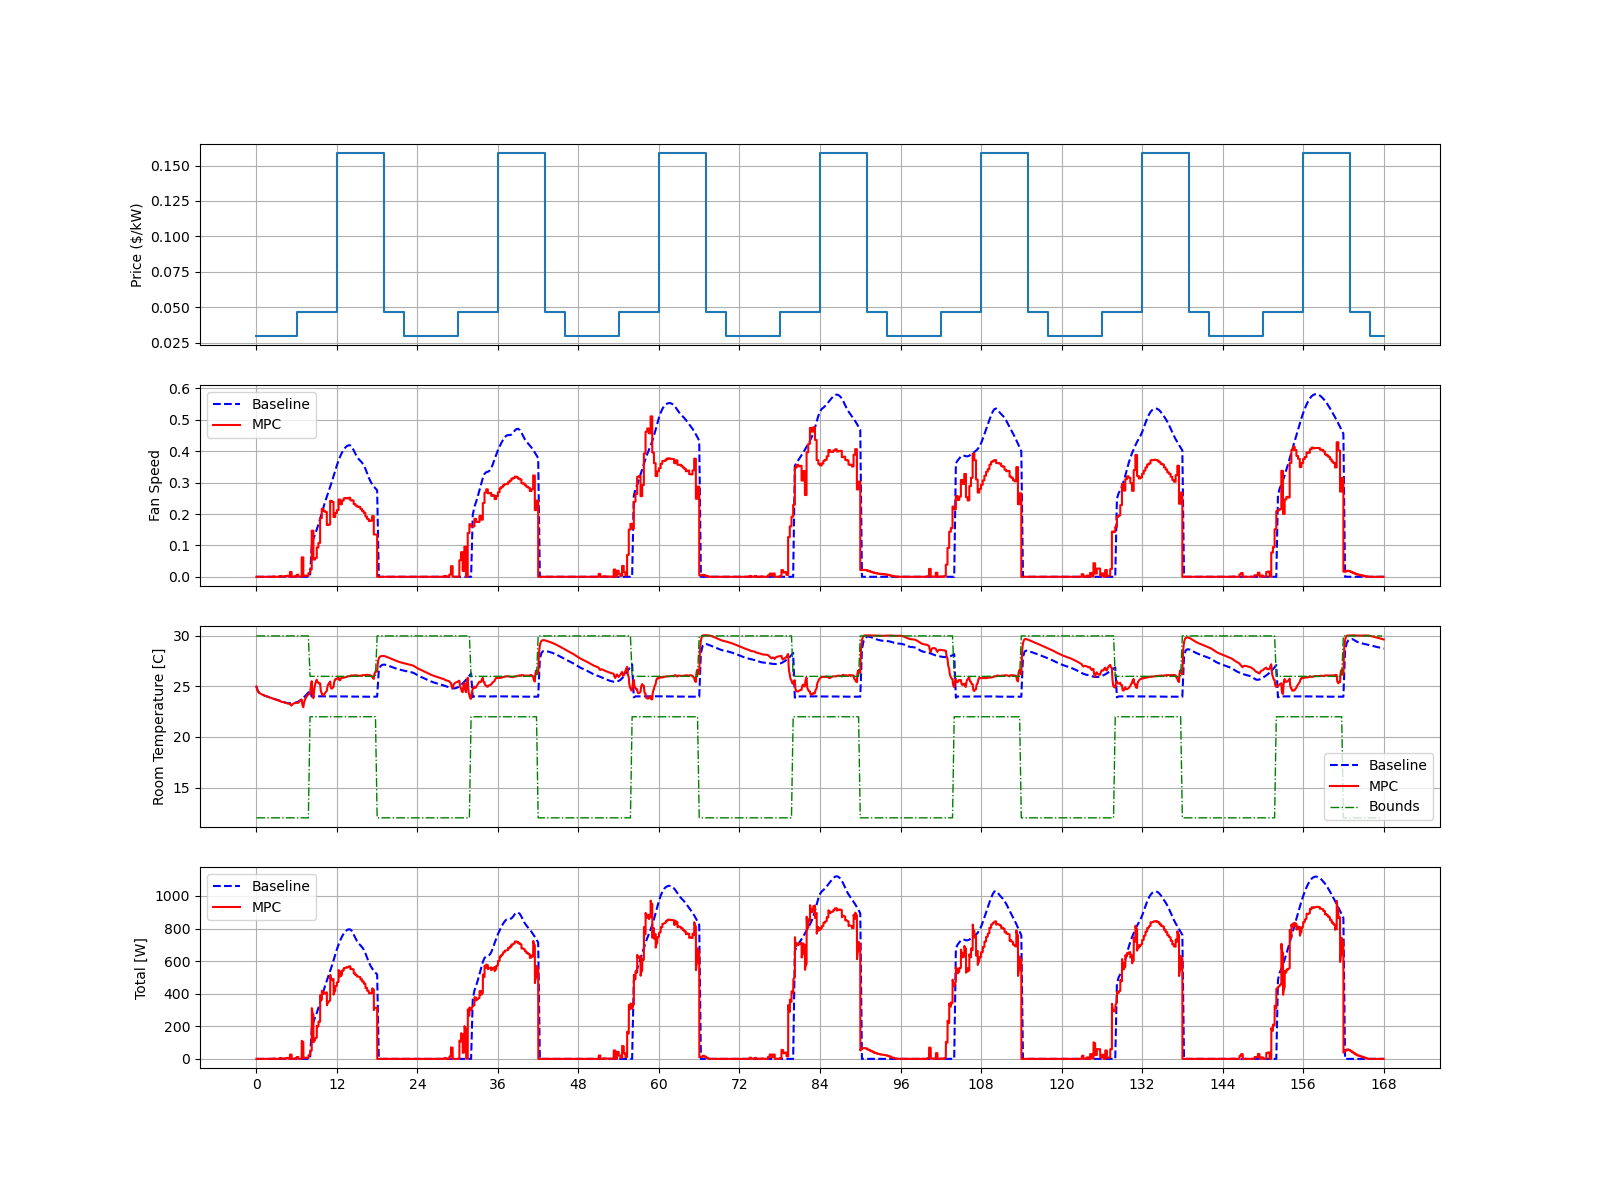 Price ($/kW)
0.150
0.125
0.100
0.075
0.050
0.025
Fan Speed
0.6
0.5
0.4
0.3
0.2
0.1
0.0
Baseline
MPC
Room Temperature [C]
30
25
20
15
Baseline
MPC
Bounds
Total [W]
1000
800
600
400
200
0
Baseline
MPC
0 12 24 36 48 60 72 84 96 108 120 132 144 156 168